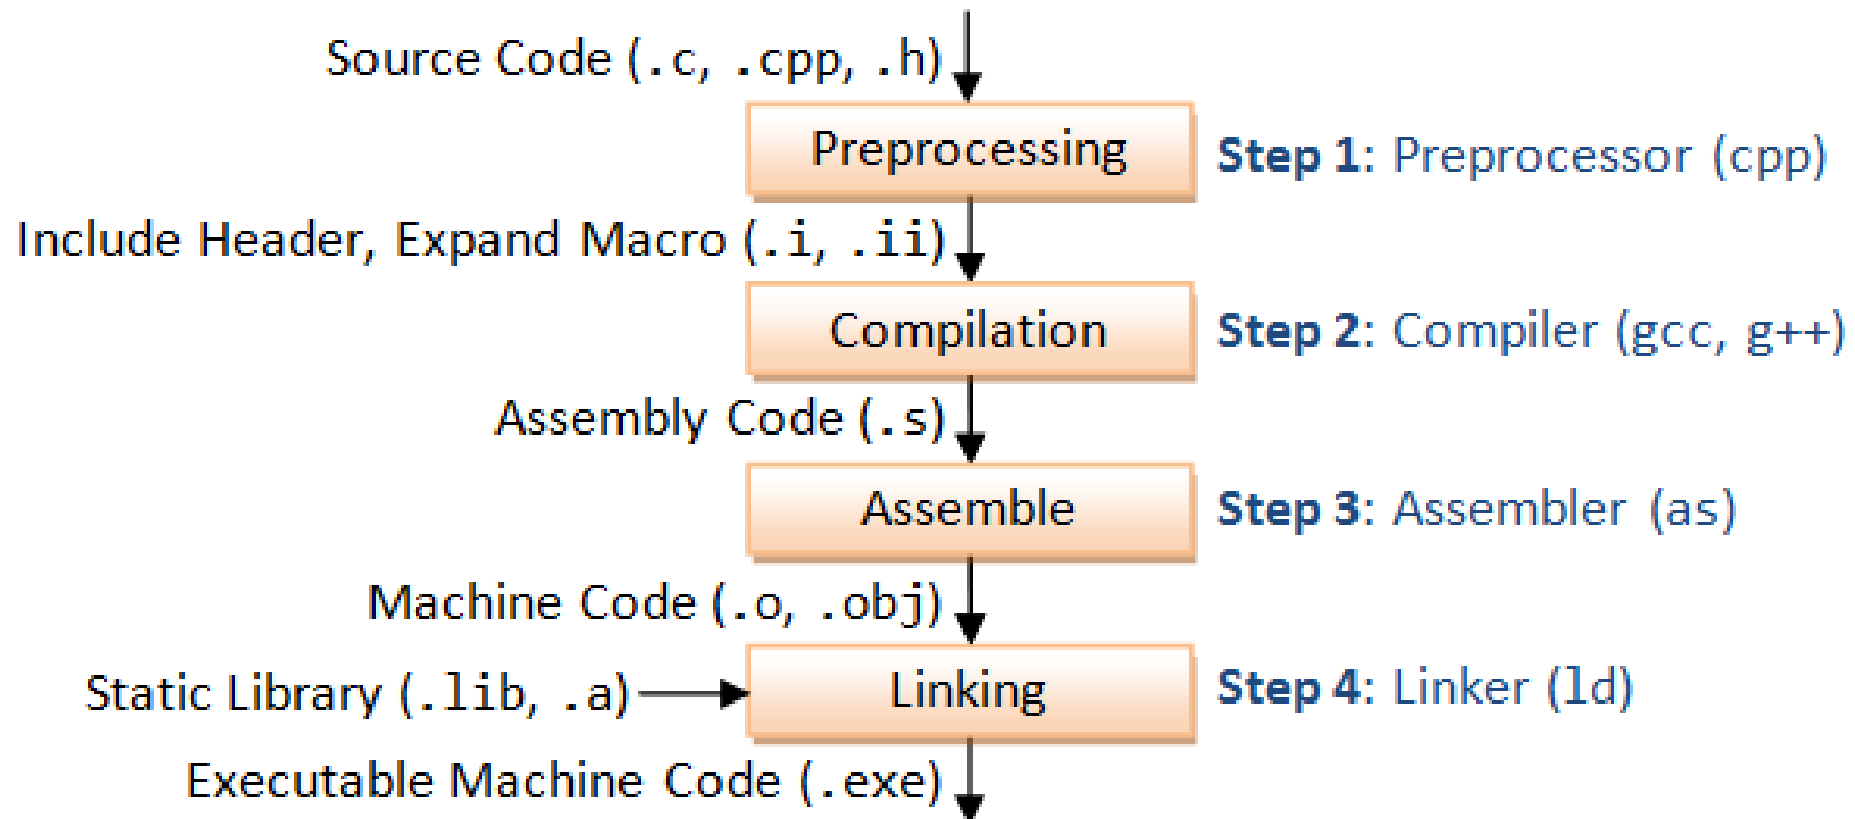 Source Code (.c, .cpp, .h)
Preprocessing
Step 1: Preprocessor (cpp)
Include Header, Expand Macro (.i, .ii)
Compilation
Step 2: Compiler (gcc, g++)
Assembly Code (.s)
Assemble
Step 3: Assembler (as)
Machine Code (.o, .obj)
Static Library (.lib, .a)
Linking
Step 4: Linker (ld)
Executable Machine Code (.exe)